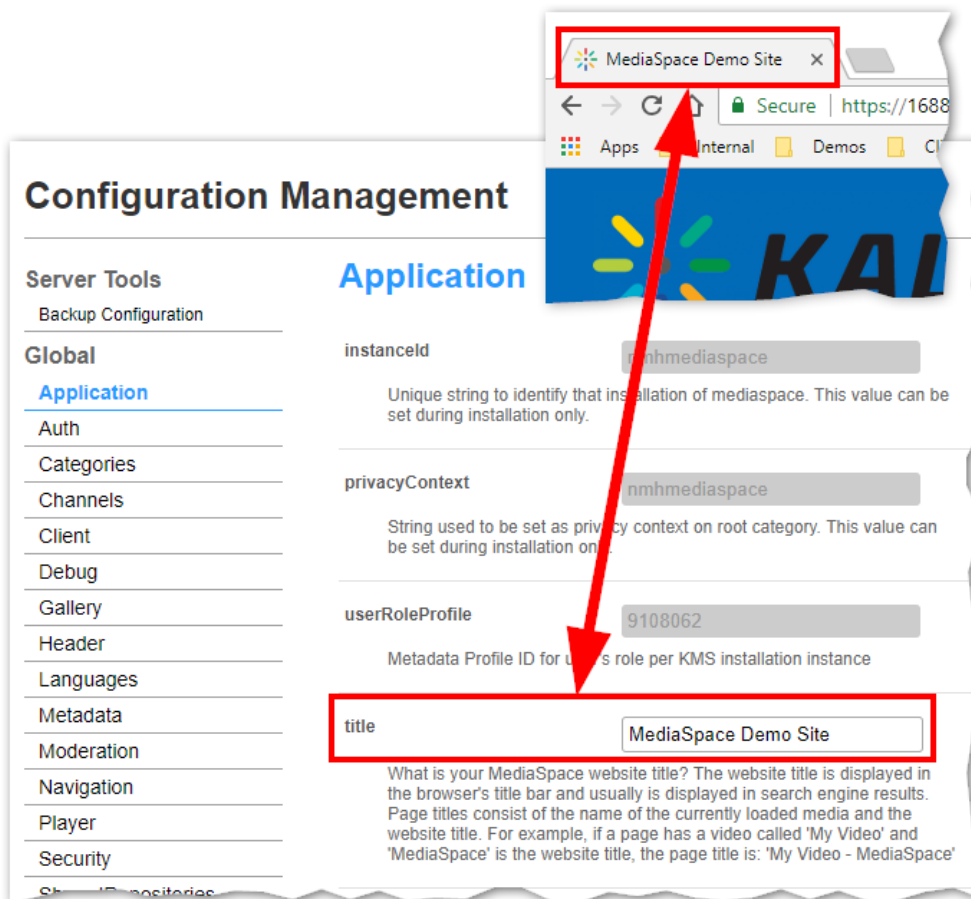 MediaSpace Demo Site
Secure https://1688
Apps Internal Demos
KAL
Configuration Management
Server Tools
Backup Configuration
Global
Application
Auth
Categories
Channels
Client
Debug
Gallery
Header
Languages
Metadata
Moderation
Navigation
Player
Security
Application
instanceId
nmhmediaspace
Unique string to identify that installation of mediaspace. This value can be
set during installation only.
privacyContext
nmhmediaspace
String used to be set as privacy context on root category. This value can
be set during installation only.
userRoleProfile
9108062
Metadata Profile ID for user's role per KMS installation instance
title
MediaSpace Demo Site
What is your MediaSpace website title? The website title is displayed in
the browser's title bar and usually is displayed in search engine results.
Page titles consist of the name of the currently loaded media and the
website title. For example, if a page has a video called 'My Video' and
'MediaSpace' is the website title, the page title is: 'My Video - MediaSpace'